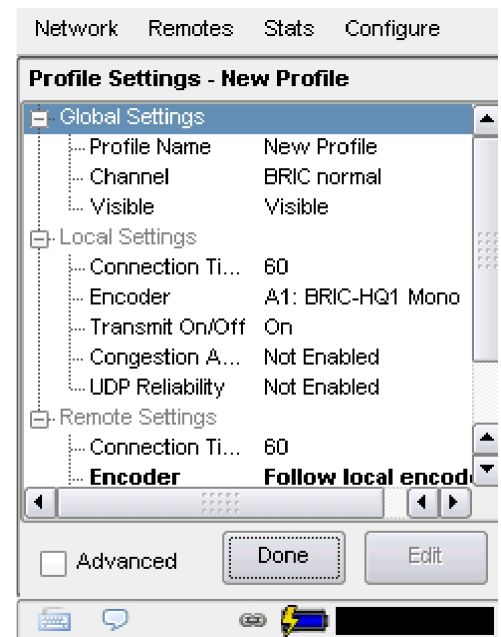 Network Remotes Stats Configure
Profile Settings - New Profile
Global Settings
Profile Name New Profile
Channel BRIC normal
Visible Visible
Local Settings
Connection Ti... 60
Encoder A1: BRIC-HQ1 Mono
Transmit On/Off On
Congestion A... Not Enabled
UDP Reliability Not Enabled
Remote Settings
Connection Ti... 60
Encoder Follow local encod
Advanced Done Edit